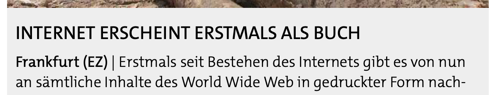 INTERNET ERSCHEINT ERSTMALS ALS BUCH
Frankfurt (EZ) | Erstmals seit Bestehen des Internets gibt es von nun
an sämtliche Inhalte des World Wide Web in gedruckter Form nach-